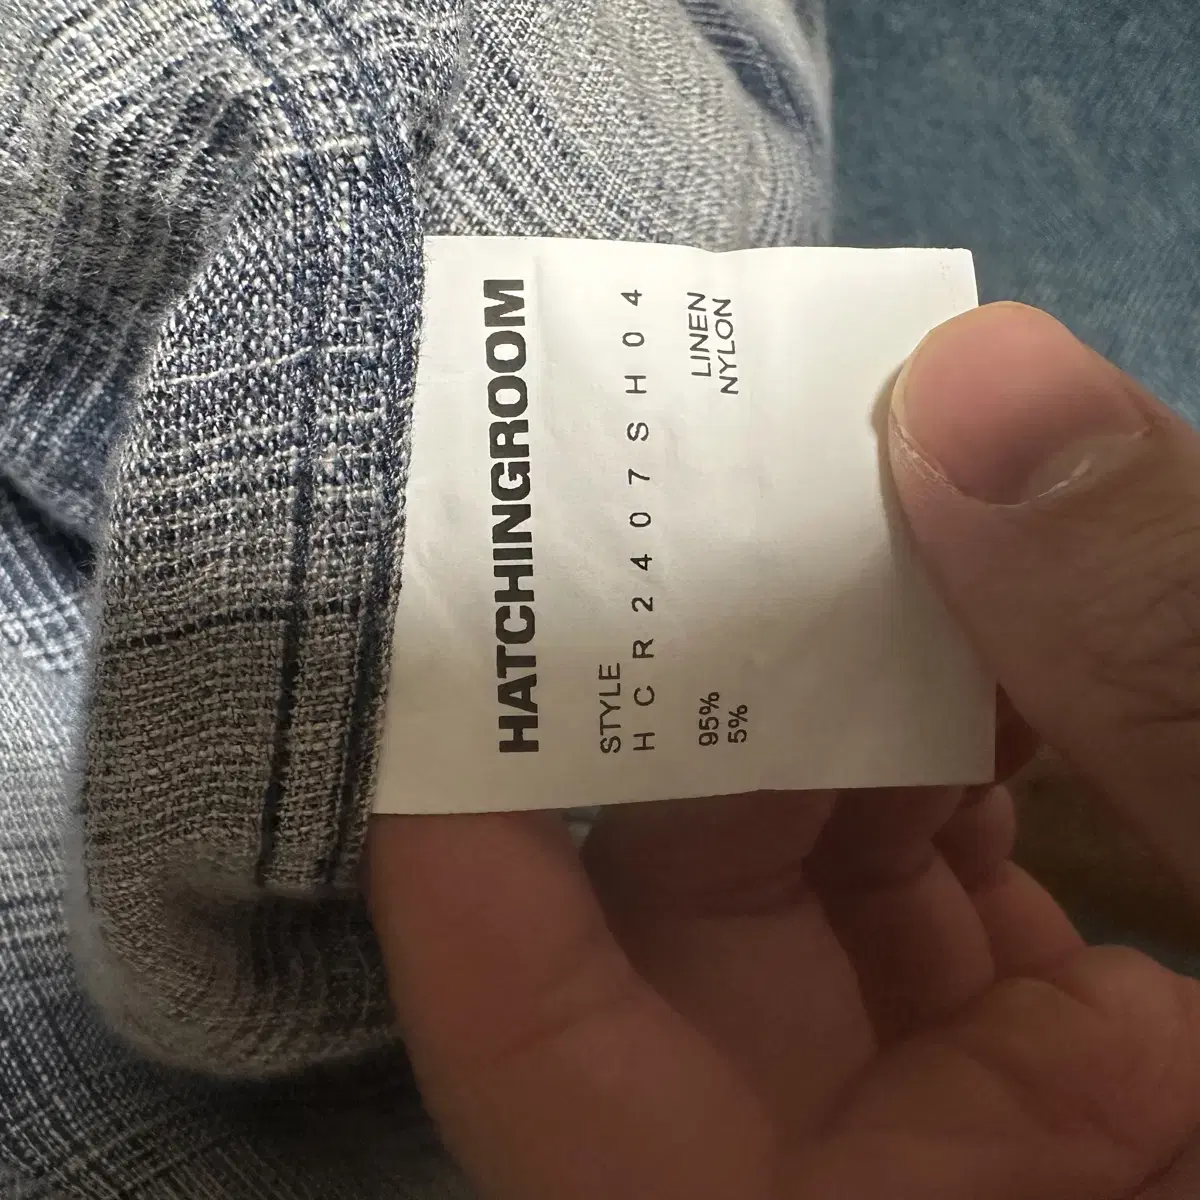 HATCHINGROOM
STYLE
H C R 2 4 0 7 S H 0 4
95% LINEN
5% NYLON